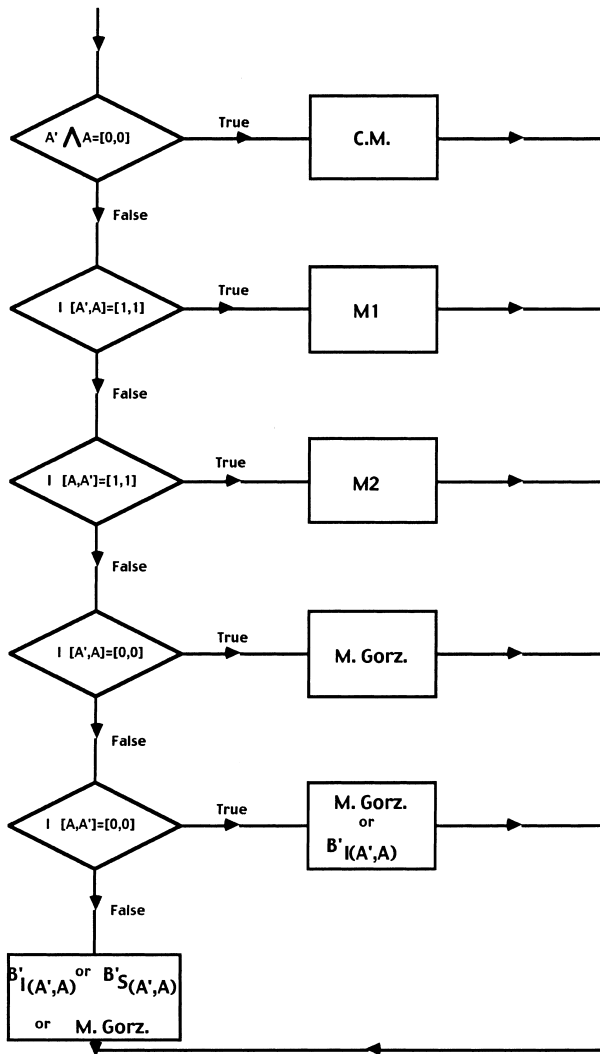 A' ⋀ A=[0,0]
True
C.M.
False
I [A',A]=[1,1]
True
M1
False
I [A,A']=[1,1]
True
M2
False
I [A',A]=[0,0]
True
M. Gorz.
False
I [A,A']=[0,0]
True
M. Gorz.
or
B'I(A',A)
False
B'I(A',A) or B'S(A',A)
or M. Gorz.